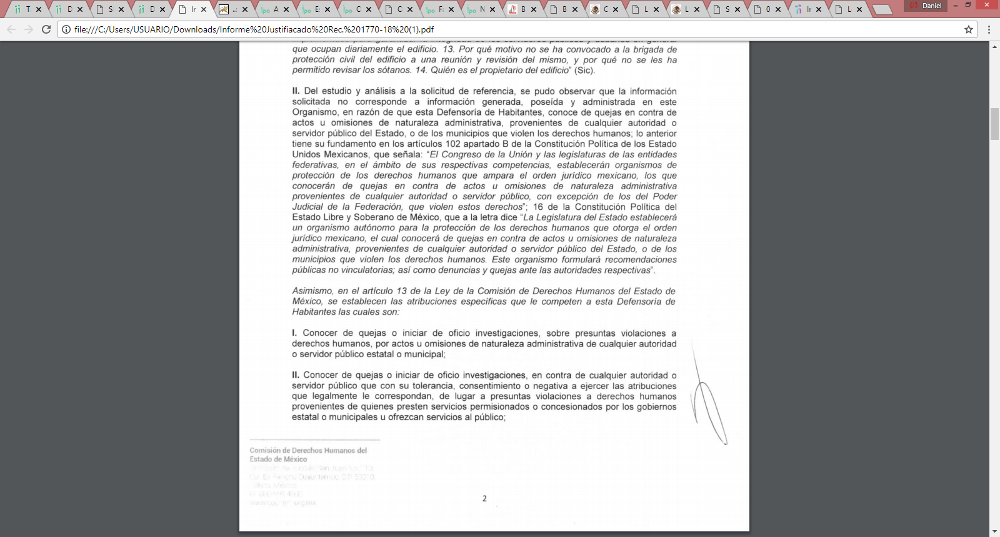 T
D
S
D
Ir
..:
A
E
C
C
F
N
B
B
C
L
L
S
0
Ir
L
Daniel
file:///C:/Users/USUARIO/Downloads/Informe%20Justifiacado%20Rec.%201770-18%20(1).pdf
que ocupan diariamente el edificio. 13. Por qué motivo no se ha convocado a la brigada de
protección civil del edificio a una reunión y revisión del mismo, y por qué no se les ha
permitido revisar los sótanos. 14. Quién es el propietario del edificio” (Sic).
II. Del estudio y análisis a la solicitud de referencia, se pudo observar que la información
solicitada no corresponde a información generada, poseída y administrada en este
Organismo, en razón de que esta Defensoría de Habitantes, conoce de quejas en contra de
actos u omisiones de naturaleza administrativa, provenientes de cualquier autoridad o
servidor público del Estado, o de los municipios que violen los derechos humanos; lo anterior
tiene su fundamento en los artículos 102 apartado B de la Constitución Política de los Estado
Unidos Mexicanos, que señala: “El Congreso de la Unión y las legislaturas de las entidades
federativas, en el ámbito de sus respectivas competencias, establecerán organismos de
protección de los derechos humanos que ampara el orden jurídico mexicano, los que
conocerán de quejas en contra de actos u omisiones de naturaleza administrativa
provenientes de cualquier autoridad o servidor público, con excepción de los del Poder
Judicial de la Federación, que violen estos derechos”; 16 de la Constitución Política del
Estado Libre y Soberano de México, que a la letra dice “La Legislatura del Estado establecerá
un organismo autónomo para la protección de los derechos humanos que otorga el orden
jurídico mexicano, el cual conocerá de quejas en contra de actos u omisiones de naturaleza
administrativa, provenientes de cualquier autoridad o servidor público del Estado, o de los
municipios que violen los derechos humanos. Este organismo formulará recomendaciones
públicas no vinculatorias; así como denuncias y quejas ante las autoridades respectivas”.
Asimismo, en el artículo 13 de la Ley de la Comisión de Derechos Humanos del Estado de
México, se establecen las atribuciones específicas que le competen a esta Defensoría de
Habitantes las cuales son:
I. Conocer de quejas o iniciar de oficio investigaciones, sobre presuntas violaciones a
derechos humanos, por actos u omisiones de naturaleza administrativa de cualquier autoridad
o servidor público estatal o municipal;
II. Conocer de quejas o iniciar de oficio investigaciones, en contra de cualquier autoridad o
servidor público que con su tolerancia, consentimiento o negativa a ejercer las atribuciones
que legalmente le correspondan, de lugar a presuntas violaciones a derechos humanos
provenientes de quienes presten servicios permisionados o concesionados por los gobiernos
estatal o municipales u ofrezcan servicios al público;
Comisión de Derechos Humanos del
Estado de México
2